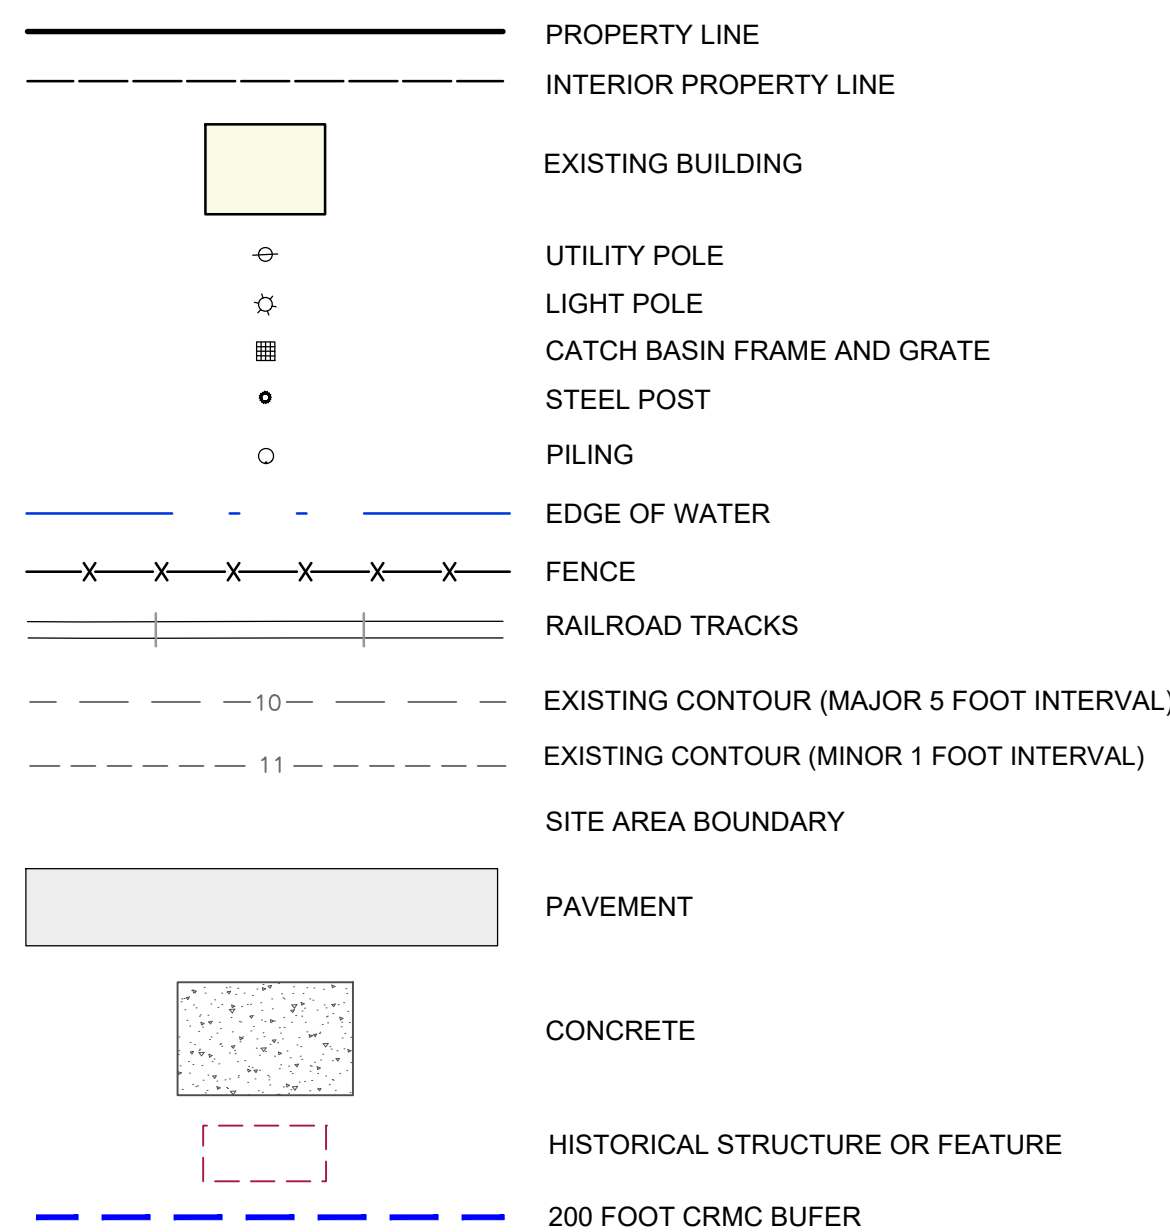 PROPERTY LINE
INTERIOR PROPERTY LINE
EXISTING BUILDING
UTILITY POLE
LIGHT POLE
CATCH BASIN FRAME AND GRATE
STEEL POST
PILING
EDGE OF WATER
X X X X X X FENCE
RAILROAD TRACKS
10 EXISTING CONTOUR (MAJOR 5 FOOT INTERVAL)
11 EXISTING CONTOUR (MINOR 1 FOOT INTERVAL)
SITE AREA BOUNDARY
PAVEMENT
CONCRETE
HISTORICAL STRUCTURE OR FEATURE
200 FOOT CRMC BUFER